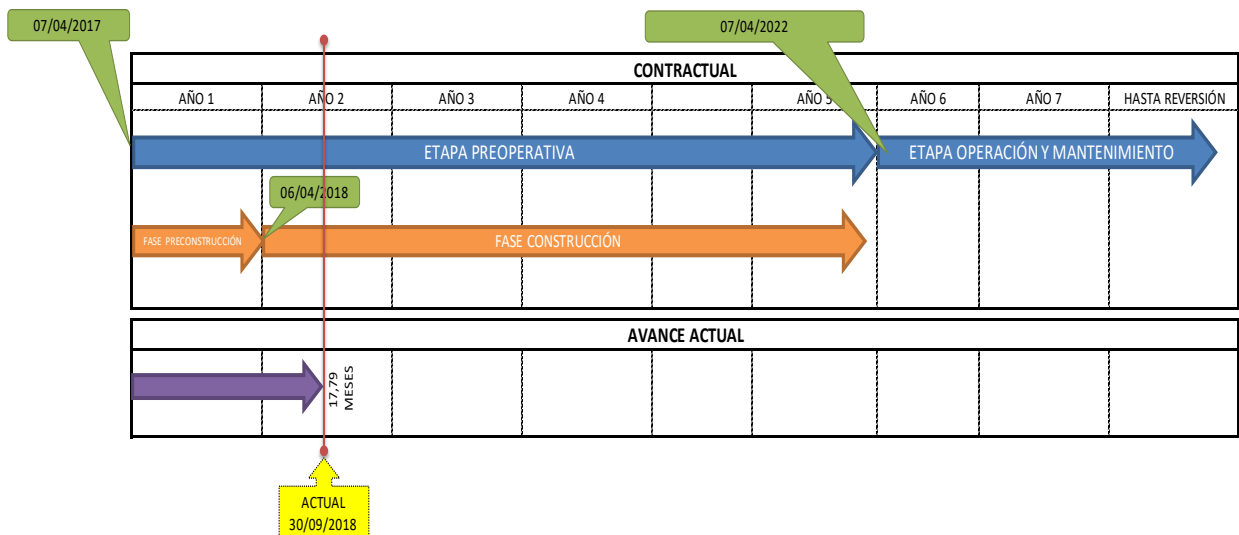 07/04/2017
07/04/2022
CONTRACTUAL
AÑO 1
AÑO 2
AÑO 3
AÑO 4
AÑO 5
AÑO 6
AÑO 7
HASTA REVERSIÓN
ETAPA PREOPERATIVA
ETAPA OPERACIÓN Y MANTENIMIENTO
06/04/2018
FASE PRECONSTRUCCIÓN
FASE CONSTRUCCIÓN
AVANCE ACTUAL
17,79
MESES
ACTUAL
30/09/2018